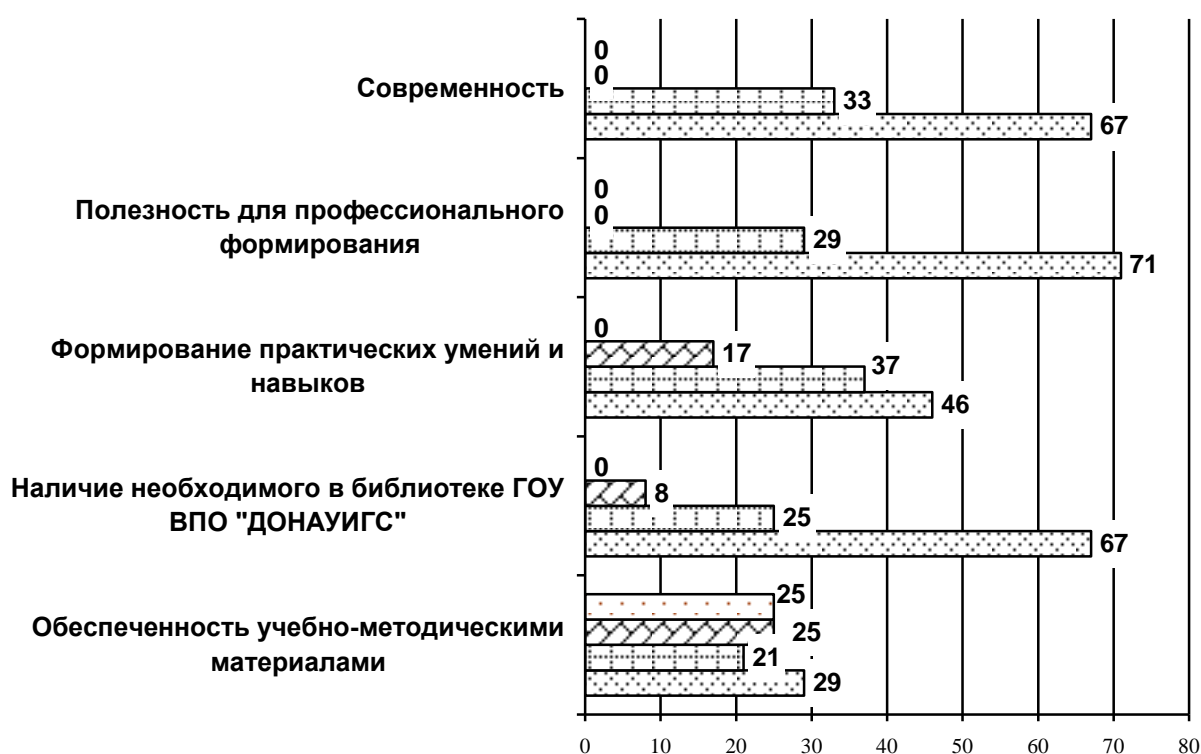 0
0
Современность
33
67
0
0
Полезность для профессионального
формирования
29
71
0
Формирование практических умений и
навыков
17
37
46
0
Наличие необходимого в библиотеке ГОУ
ВПО "ДОНАУИГС"
8
25
67
25
Обеспеченность учебно-методическими
материалами
25
21
29
0 10 20 30 40 50 60 70 80